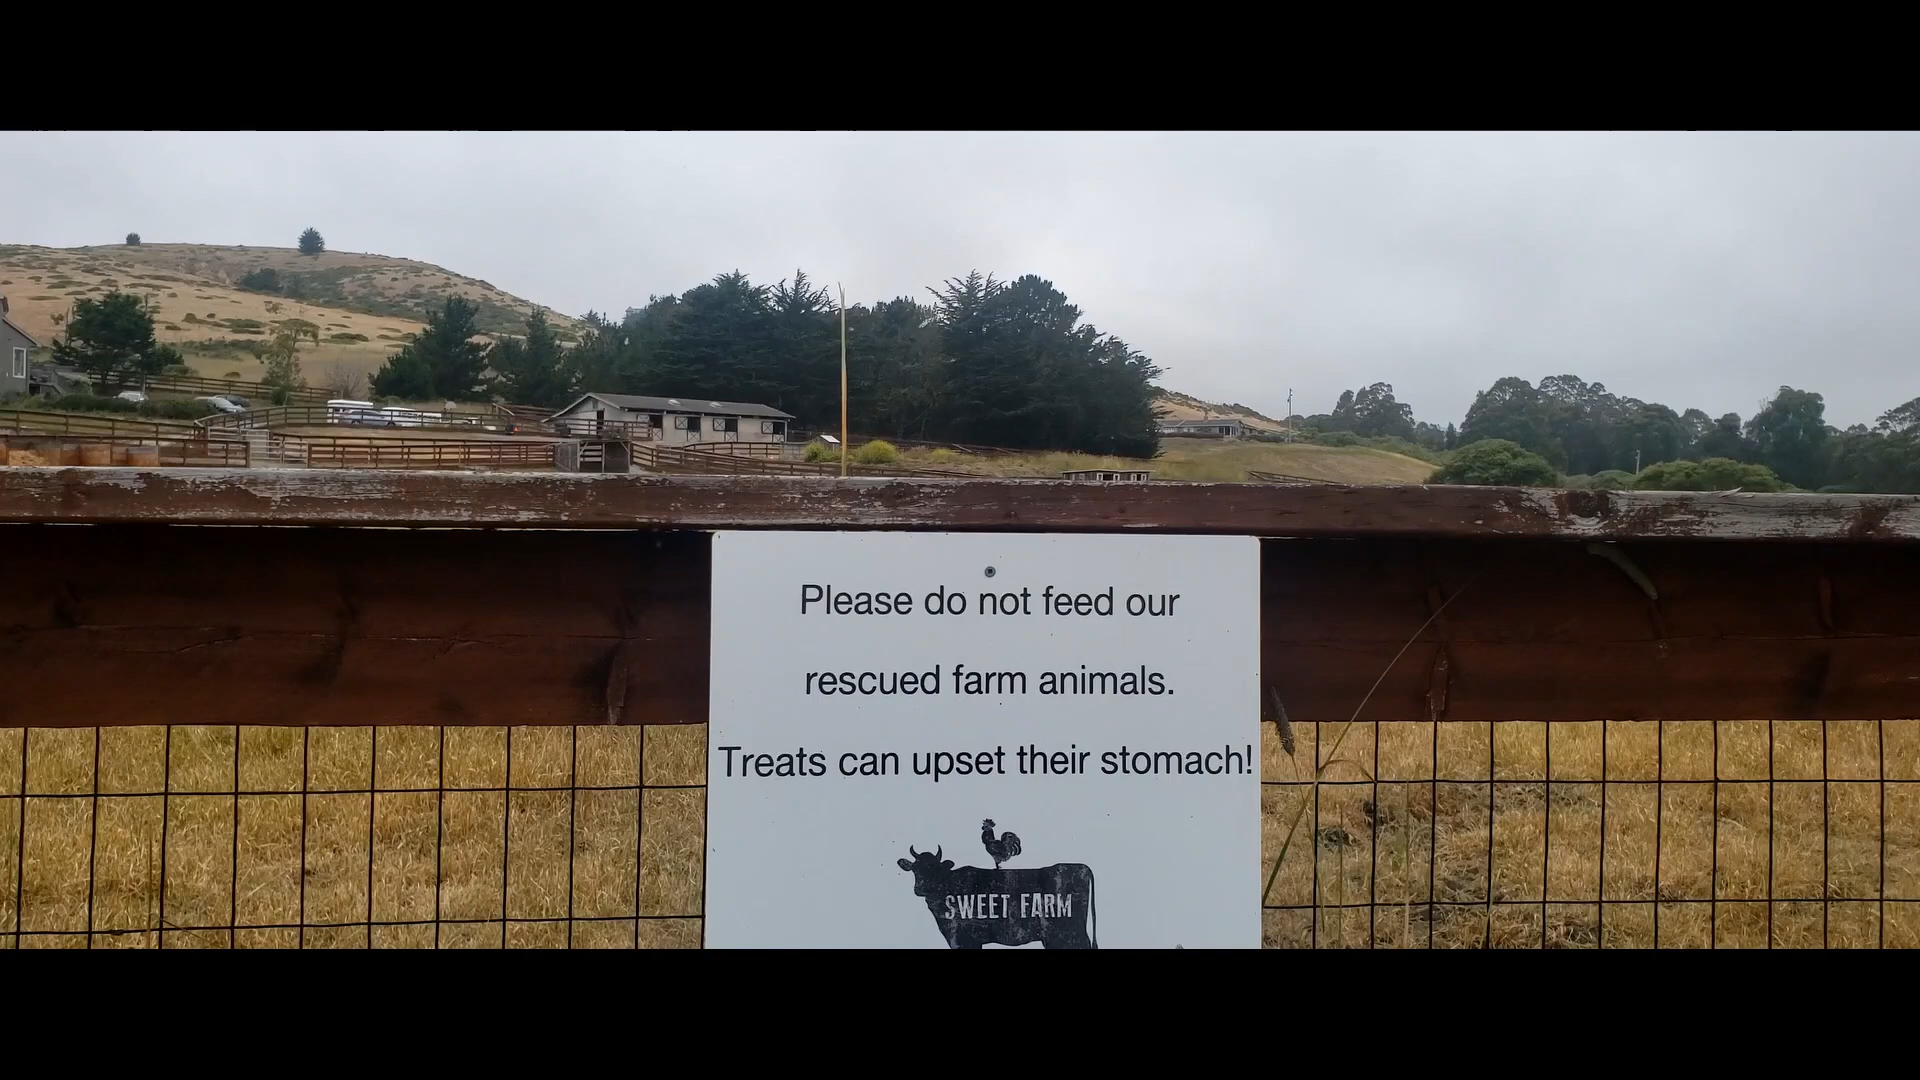 Please do not feed our
rescued farm animals.
Treats can upset their stomach!
SWEET FARM